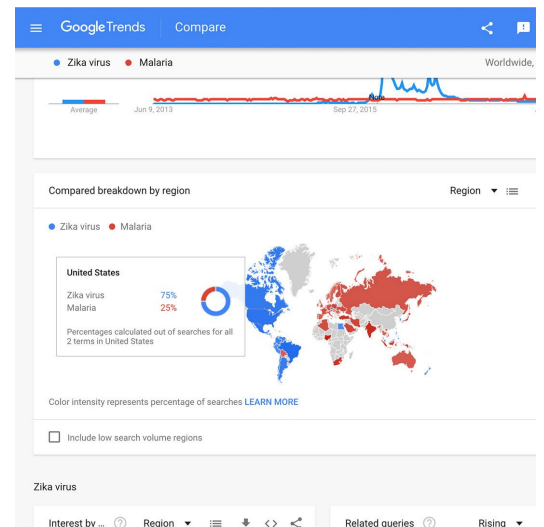 Google Trends Compare
Zika virus Malaria Worldwide,
Note
Average Jun 9, 2013 Sep 27, 2015
Compared breakdown by region Region
Zika virus Malaria
United States
Zika virus 75%
Malaria 25%
Percentages calculated out of searches for all
2 terms in United States
Color intensity represents percentage of searches LEARN MORE
Include low search volume regions
Zika virus
Interest by ... Region Related queries Rising